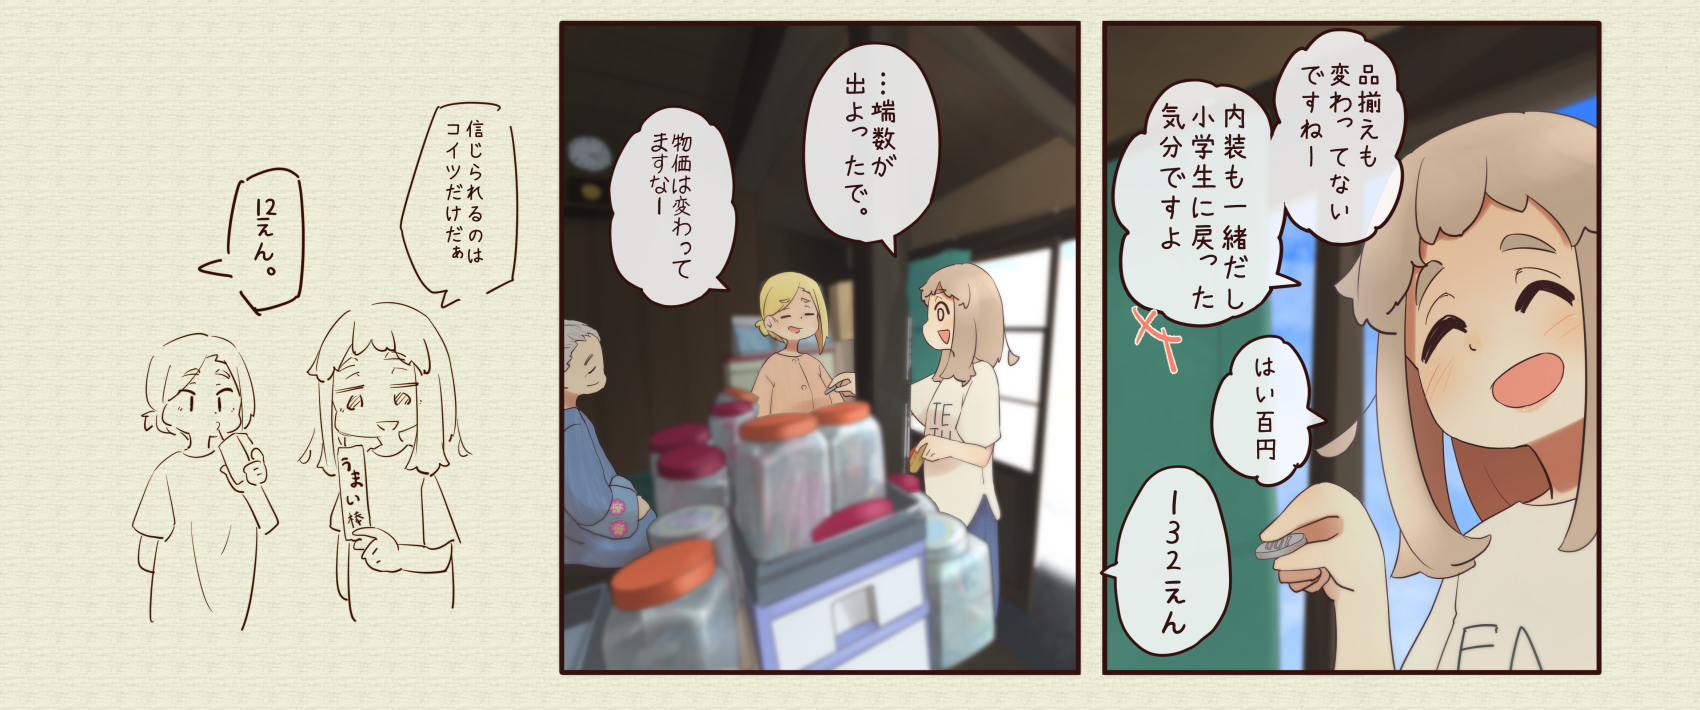 品揃えも
変わってない
ですねー
内装も一緒だし
小学生に戻った
気分ですよ
はい百円
132えん
…端数が
出よったで。
物価は変わって
ますなー
信じられるのは
コイツだけだぁ
12えん。
うまい棒